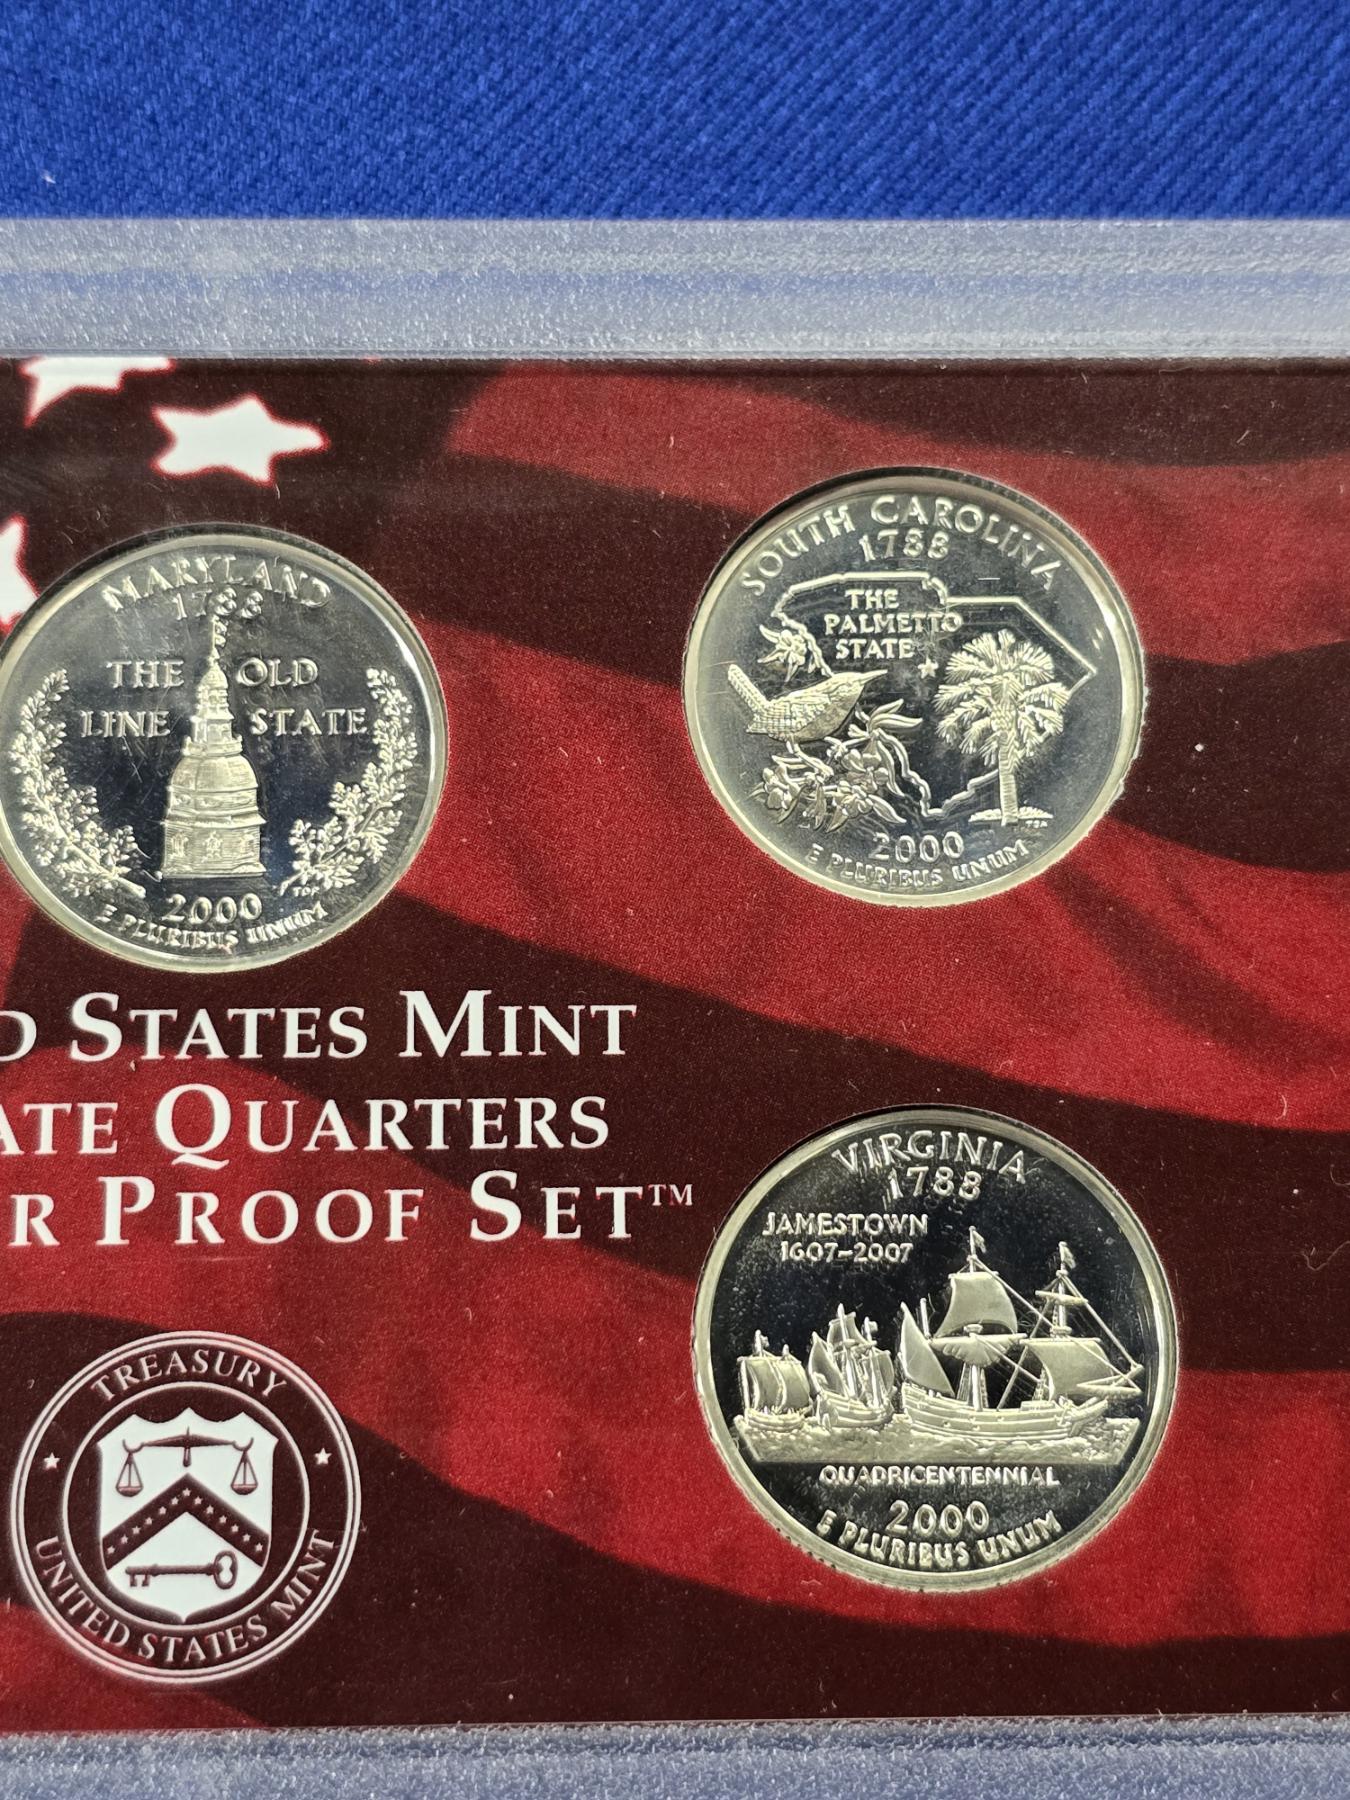 MARYLAND
1788
THE OLD
LINE STATE
TDP
2000
E PLURIBUS UNUM
SOUTH CAROLINA
1788
THE
PALMETTO
STATE
2000
E PLURIBUS UNUM
D STATES MINT
ATE QUARTERS
R PROOF SET™
TREASURY
UNITED STATES MINT
VIRGINIA
1788
JAMESTOWN
1607-2007
QUADRICENTENNIAL
2000
E PLURIBUS UNUM